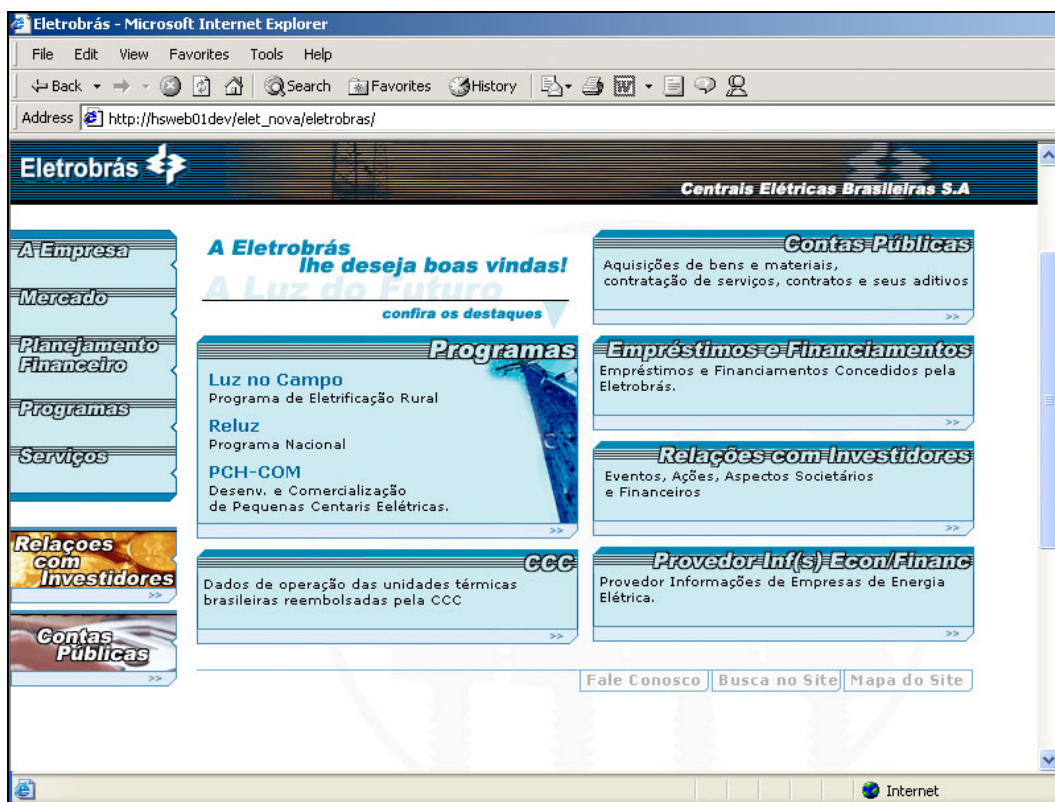 Eletrobrás - Microsoft Internet Explorer
File Edit View Favorites Tools Help
Back Search Favorites History
Address http://hsweb01dev/elet_nova/eletrobras/
Eletrobrás
Centrais Elétricas Brasileiras S.A
A Empresa
Mercado
Planejamento
Financeiro
Programas
Serviços
Relaçoes
com
Investidores
>>
Contas
Públicas
>>
A Eletrobrás
lhe deseja boas vindas!
A Luz do Futuro
confira os destaques
Programas
Luz no Campo
Programa de Eletrificação Rural
Reluz
Programa Nacional
PCH-COM
Desenv. e Comercialização
de Pequenas Centaris Eelétricas.
>>
CCC
Dados de operação das unidades térmicas
brasileiras reembolsadas pela CCC
>>
Contas Públicas
Aquisições de bens e materiais,
contratação de serviços, contratos e seus aditivos
>>
Empréstimos e Financiamentos
Empréstimos e Financiamentos Concedidos pela
Eletrobrás.
>>
Relações com Investidores
Eventos, Ações, Aspectos Societários
e Financeiros
>>
Provedor Inf(s) Econ/Financ
Provedor Informações de Empresas de Energia
Elétrica.
>>
Fale Conosco Busca no Site Mapa do Site
Internet